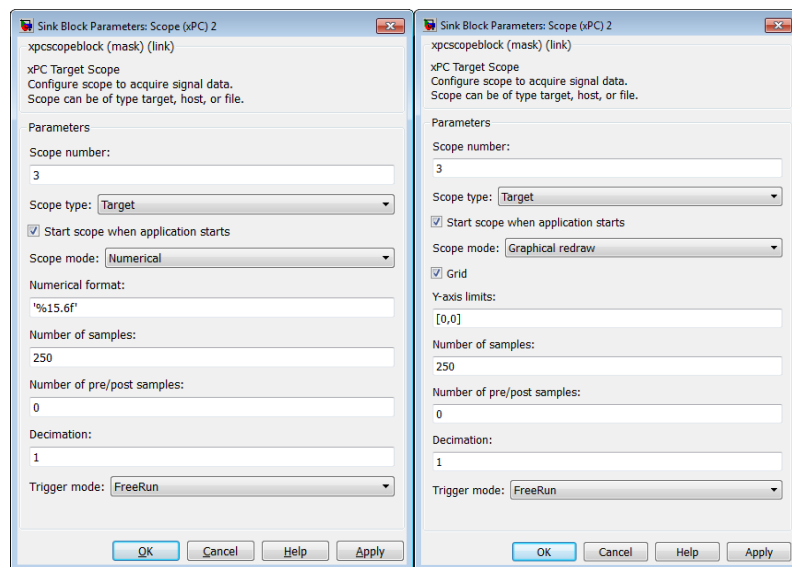 Sink Block Parameters: Scope (xPC) 2
xpcscopeblock (mask) (link)
xPC Target Scope
Configure scope to acquire signal data.
Scope can be of type target, host, or file.
Parameters
Scope number:
3
Scope type: Target
Start scope when application starts
Scope mode: Numerical
Numerical format:
'%15.6f'
Number of samples:
250
Number of pre/post samples:
0
Decimation:
1
Trigger mode: FreeRun
OK Cancel Help Apply
Sink Block Parameters: Scope (xPC) 2
xpcscopeblock (mask) (link)
xPC Target Scope
Configure scope to acquire signal data.
Scope can be of type target, host, or file.
Parameters
Scope number:
3
Scope type: Target
Start scope when application starts
Scope mode: Graphical redraw
Grid
Y-axis limits:
[0,0]
Number of samples:
250
Number of pre/post samples:
0
Decimation:
1
Trigger mode: FreeRun
OK Cancel Help Apply